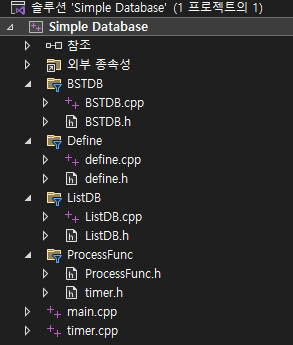 솔루션 'Simple Database' (1 프로젝트의 1)
Simple Database
참조
외부 종속성
BSTDB
BSTDB.cpp
BSTDB.h
Define
define.cpp
define.h
ListDB
ListDB.cpp
ListDB.h
ProcessFunc
ProcessFunc.h
timer.h
main.cpp
timer.cpp